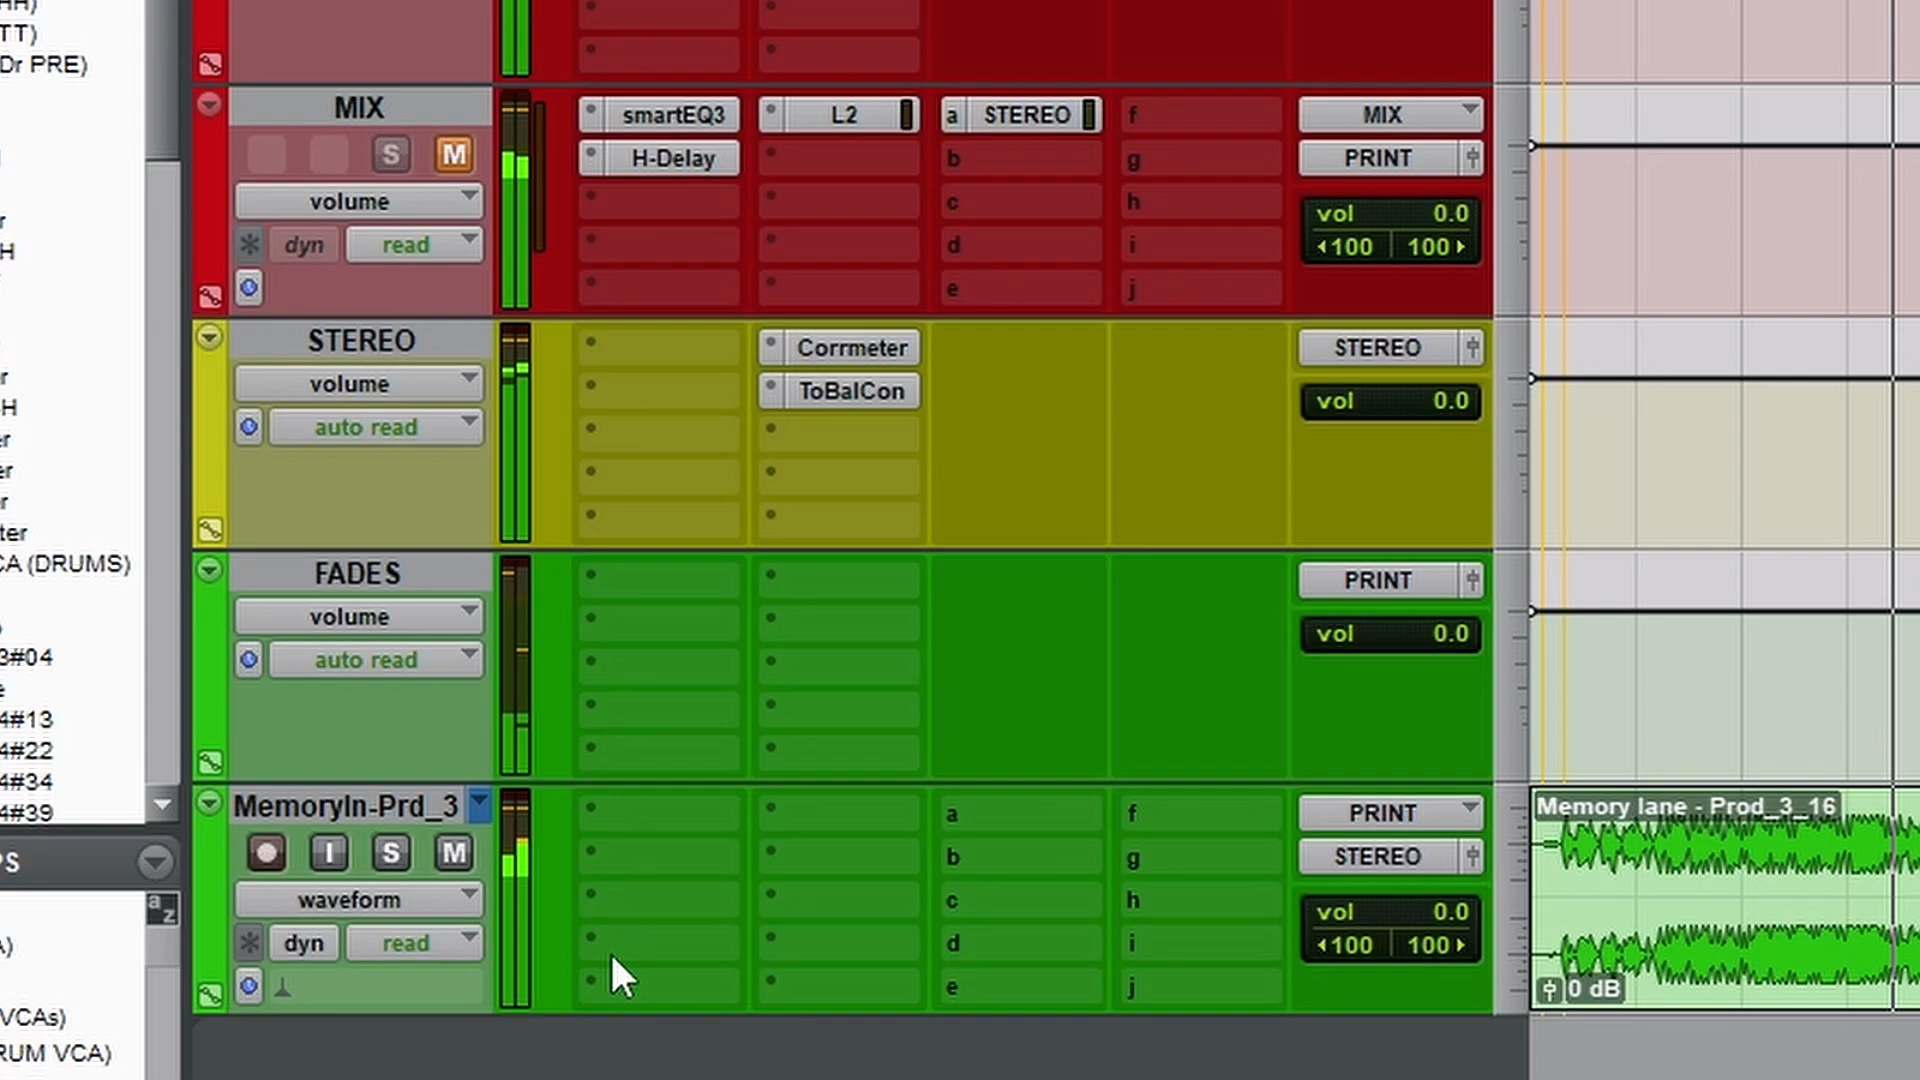 TT)
Dr PRE)
MIX
smartEQ3
L2
a STEREO
f
MIX
S M
H-Delay
b
g
PRINT
volume
c
h
vol 0.0
dyn read
d
i
100 100
e
j
STEREO
Corrmeter
STEREO
volume
ToBalCon
vol 0.0
auto read
ter
CA (DRUMS)
FADES
PRINT
volume
vol 0.0
auto read
3#04
4#13
4#22
4#34
4#39
MemoryIn-Prd_3
a
f
PRINT
Memory lane - Prod_3_16
I S M
b
g
STEREO
PS
waveform
c
h
vol 0.0
a z
dyn read
d
i
100 100
e
j
0 dB
VCAs)
RUM VCA)